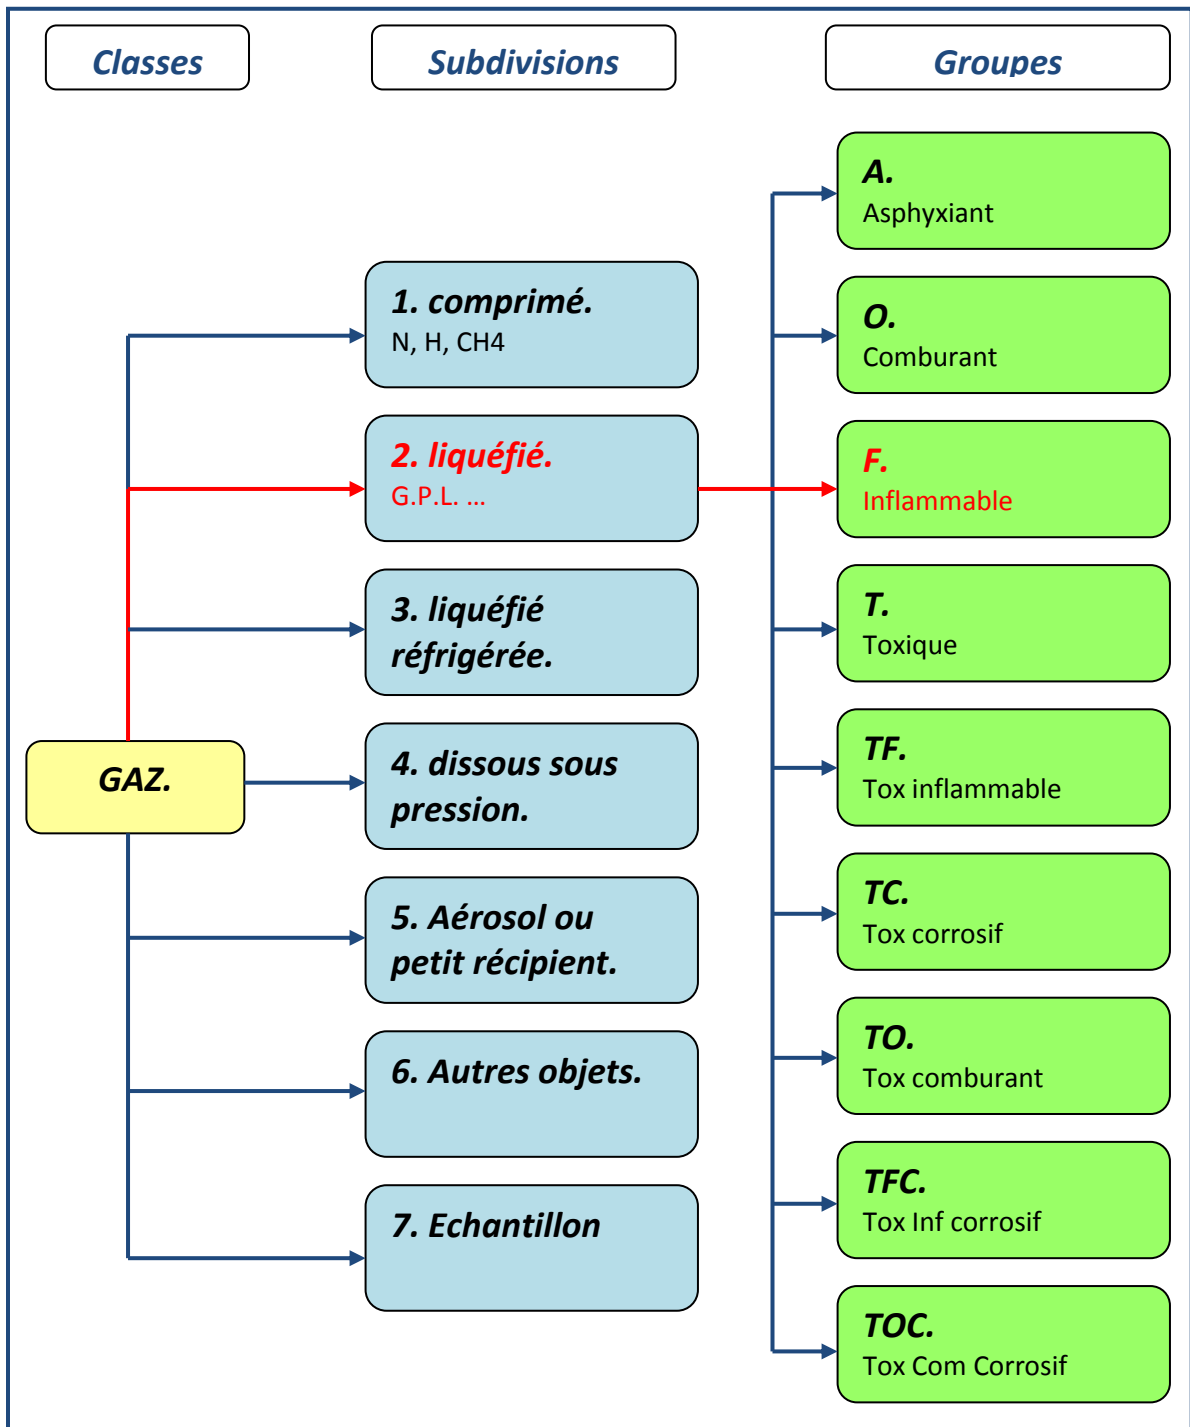 Classes
Subdivisions
Groupes
GAZ.
1. comprimé.
N, H, CH4
2. liquéfié.
G.P.L. ...
3. liquéfié
réfrigérée.
4. dissous sous
pression.
5. Aérosol ou
petit récipient.
6. Autres objets.
7. Echantillon
A.
Asphyxiant
O.
Comburant
F.
Inflammable
T.
Toxique
TF.
Tox inflammable
TC.
Tox corrosif
TO.
Tox comburant
TFC.
Tox Inf corrosif
TOC.
Tox Com Corrosif